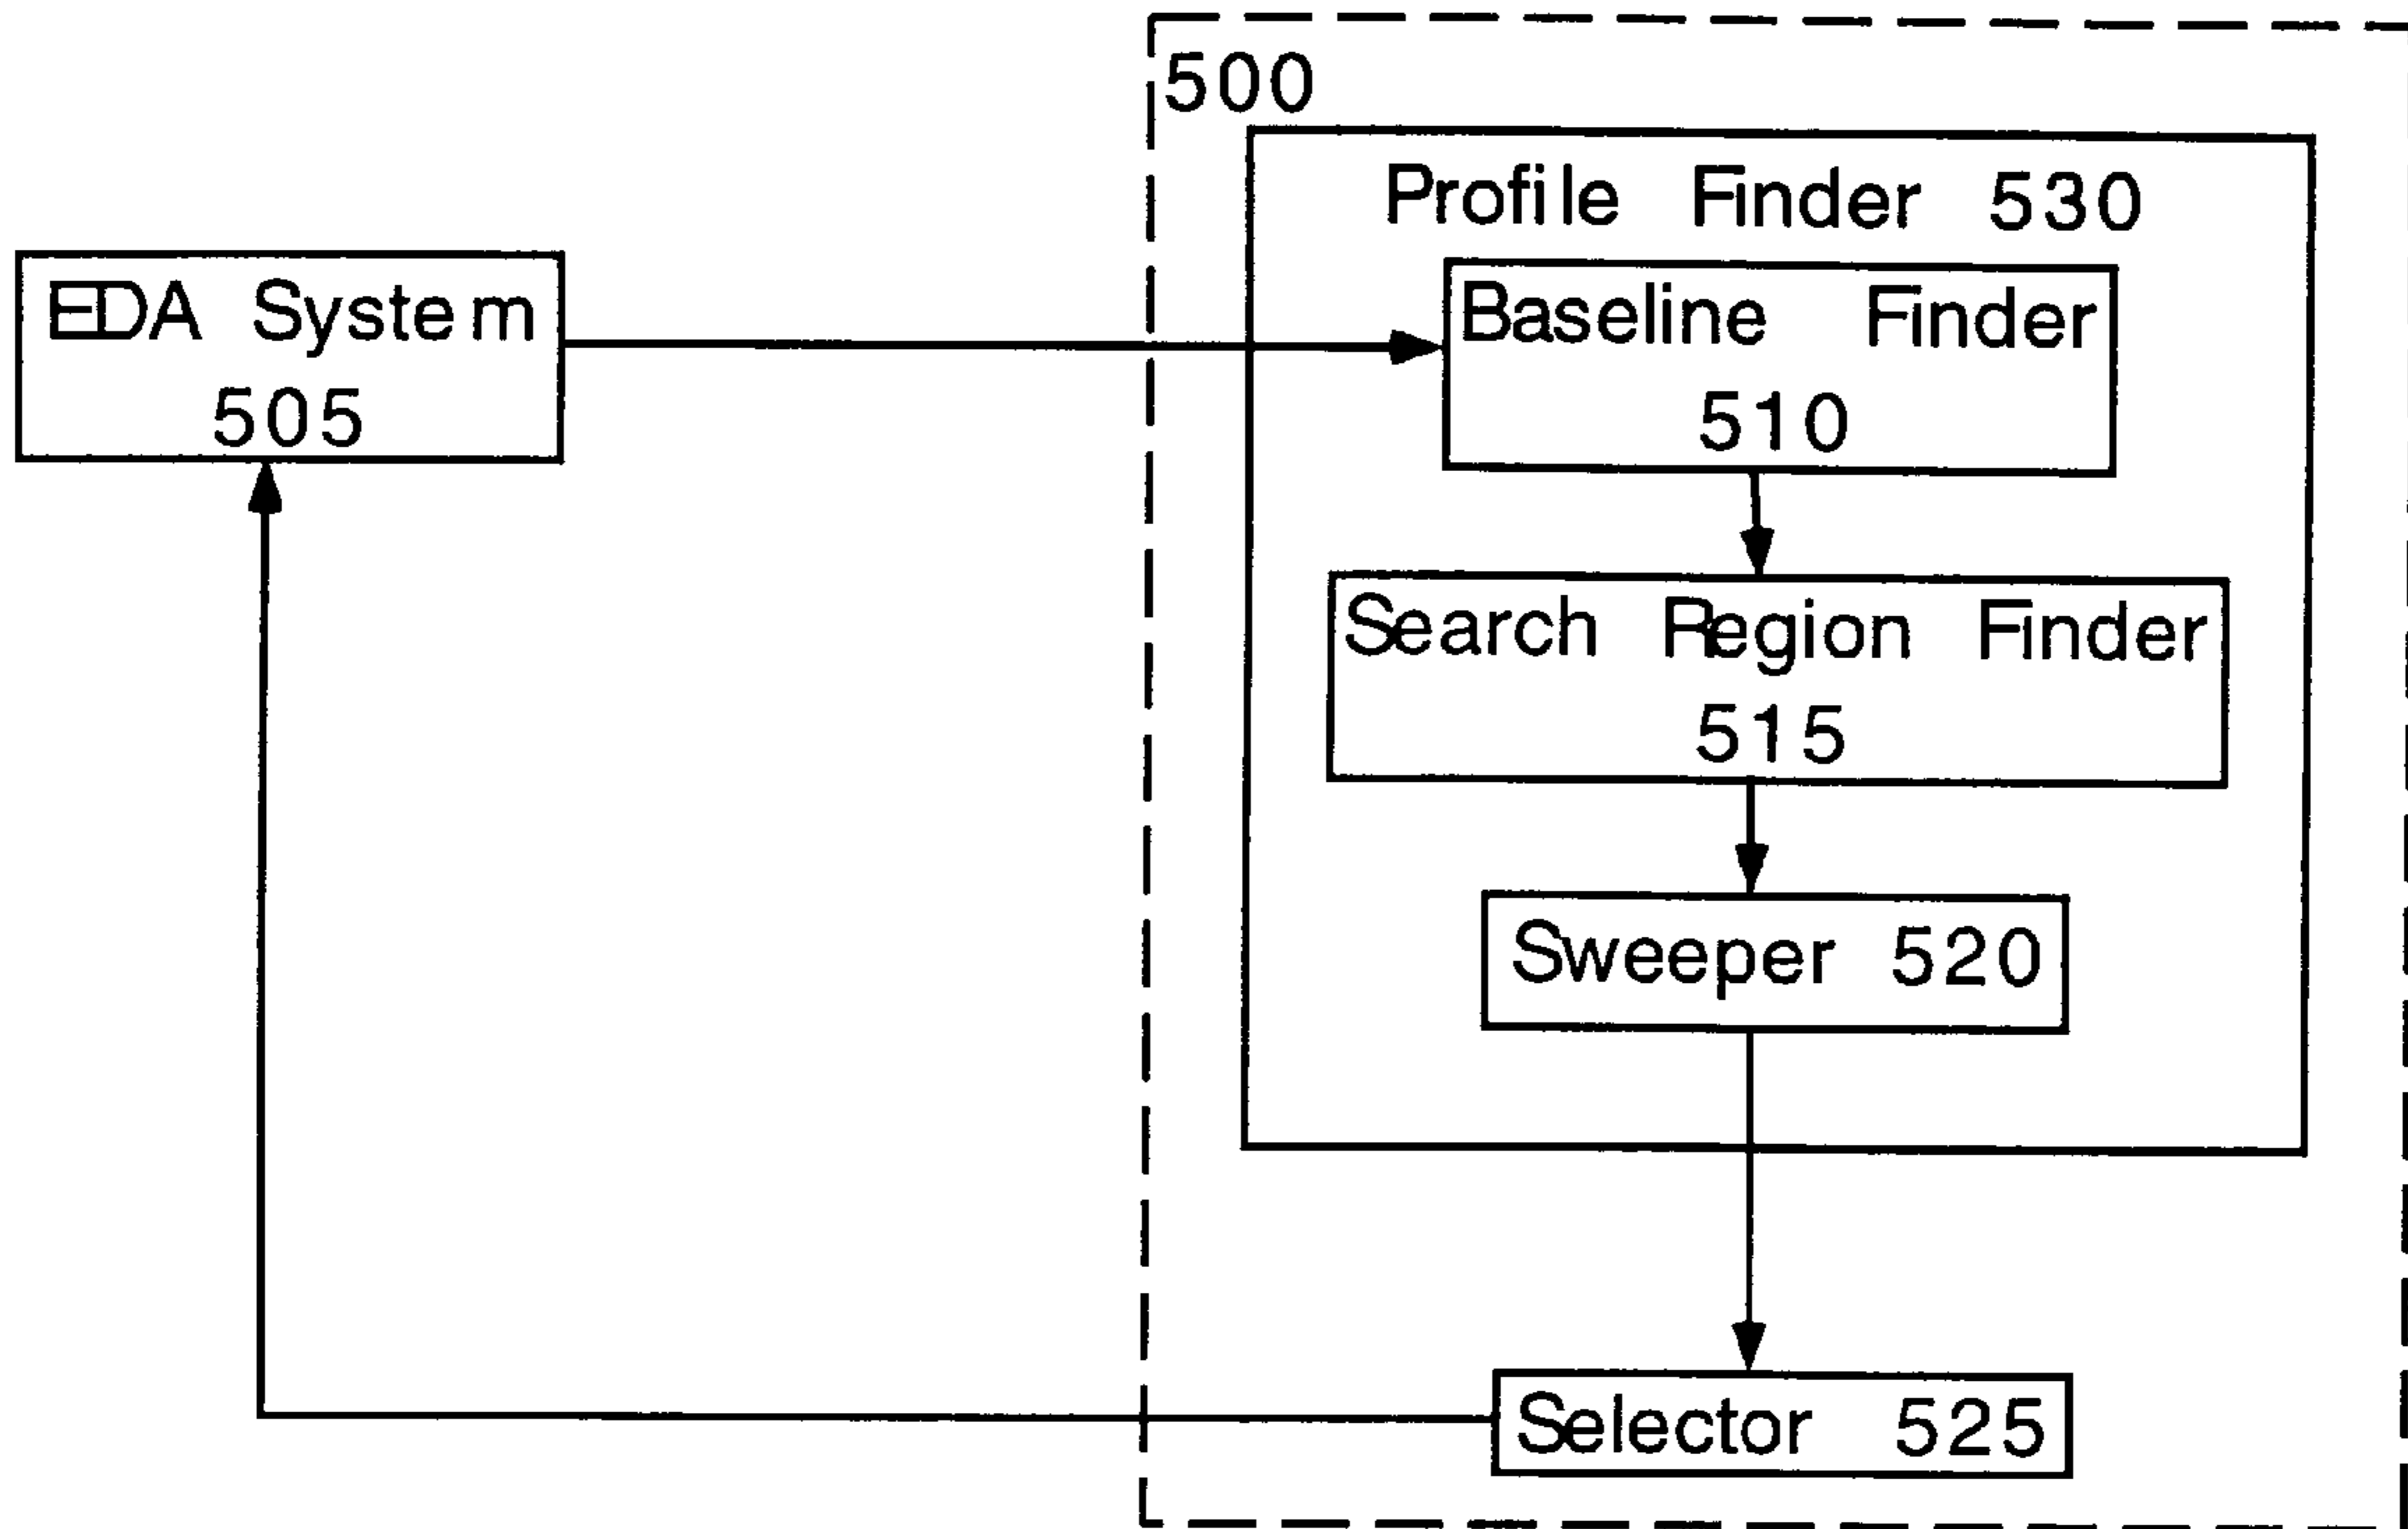 500
Profile Finder 530
EDA System
505
Baseline Finder
510
Search Region Finder
515
Sweeper 520
Selector 525